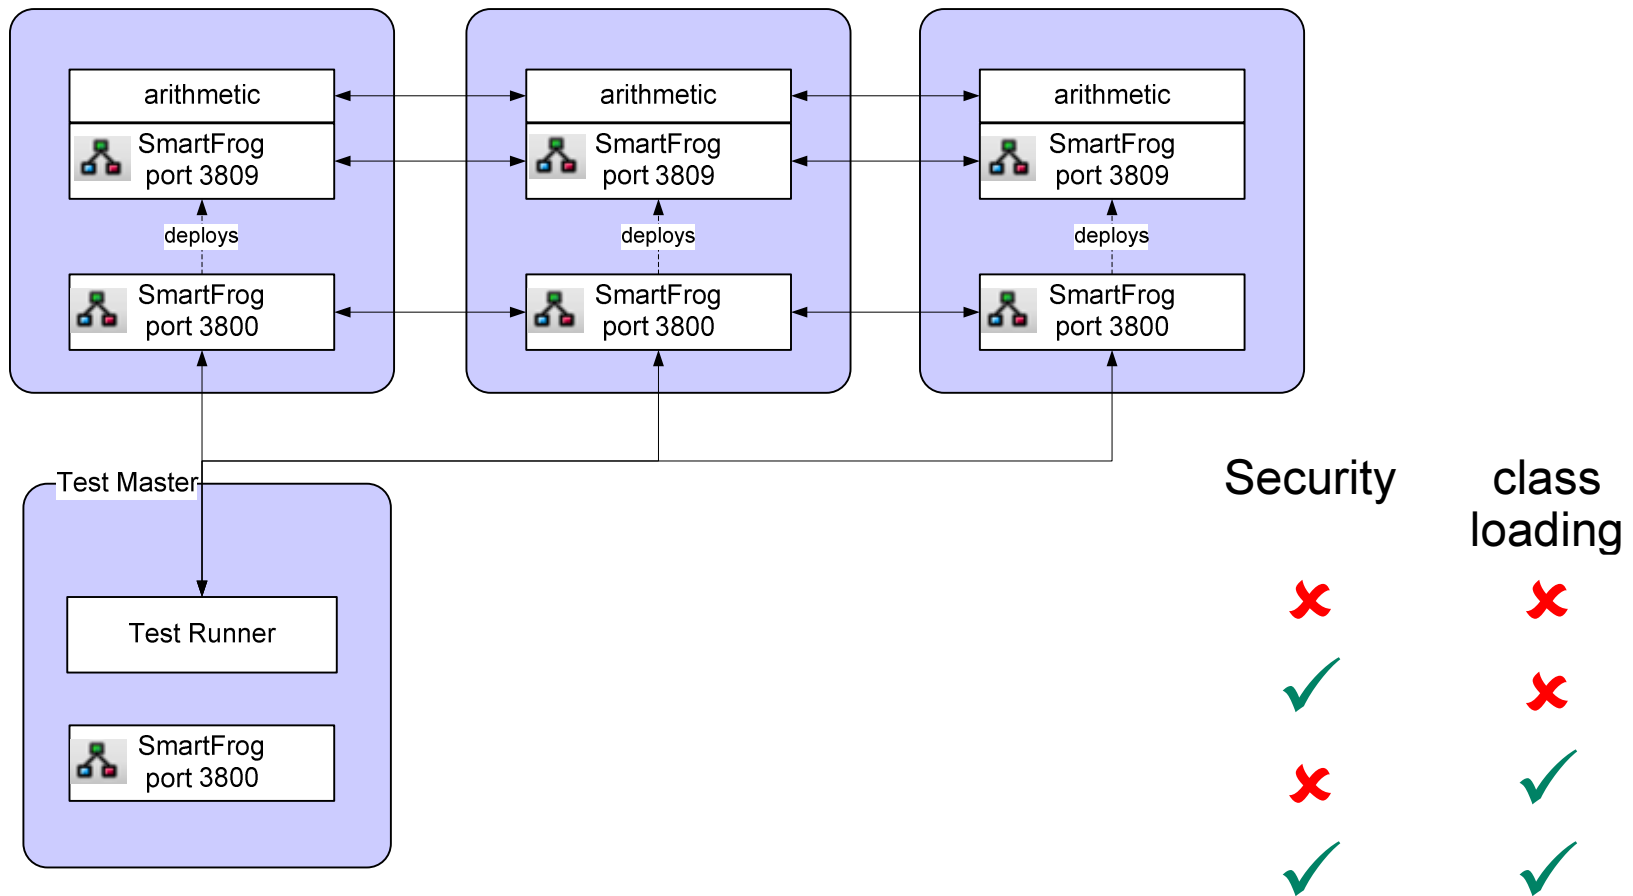 arithmetic
SmartFrog
port 3809
deploys
SmartFrog
port 3800
arithmetic
SmartFrog
port 3809
deploys
SmartFrog
port 3800
arithmetic
SmartFrog
port 3809
deploys
SmartFrog
port 3800
Test Master
Test Runner
SmartFrog
port 3800
Security
class
loading